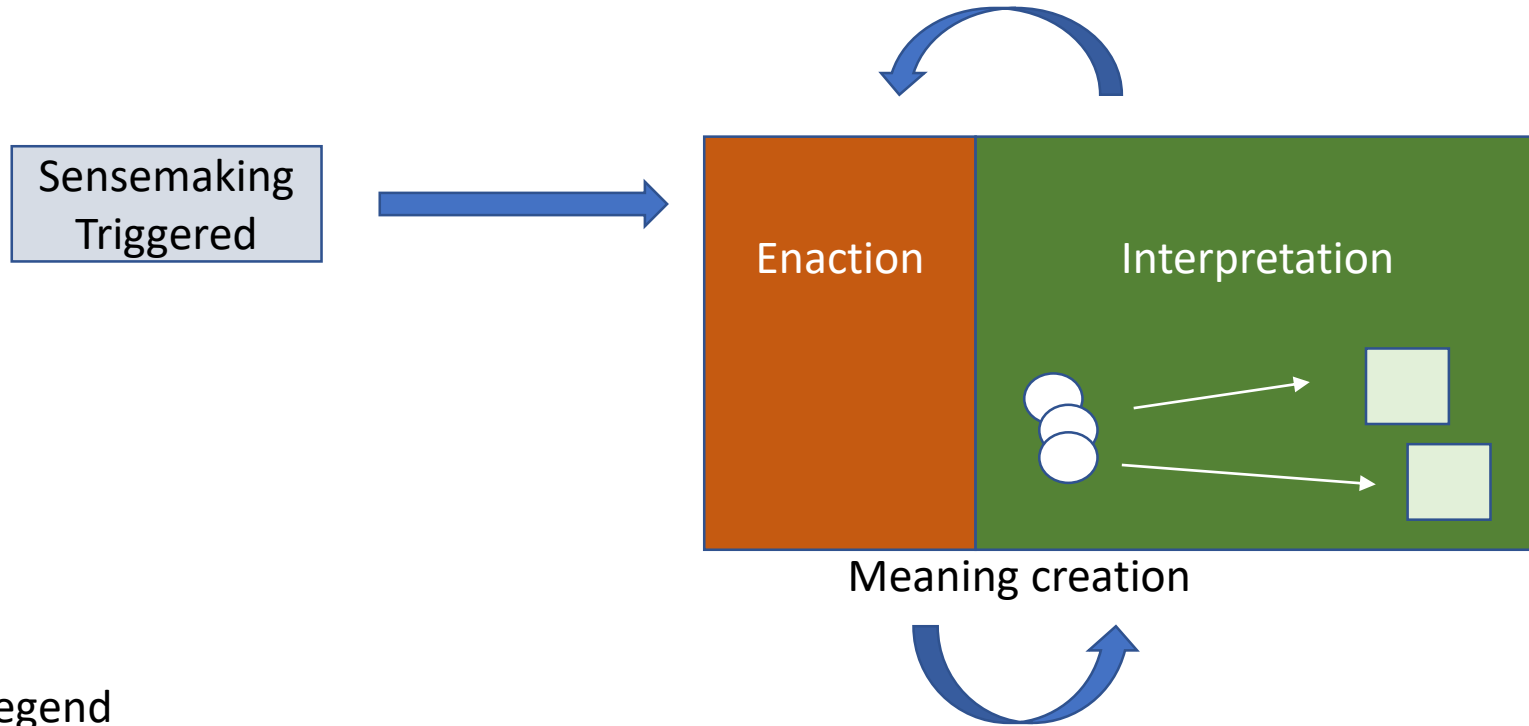 Sensemaking
Triggered
Enaction
Interpretation
Meaning creation
egend